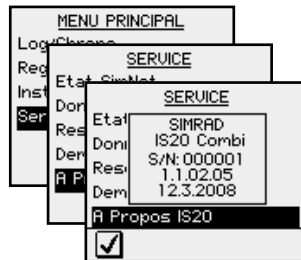 MENU PRINCIPAL
Log/Chrono
Reg
Inst
Ser
SERVICE
Etat SimNet
Don
Res
Dem
A P
SERVICE
Etat
Donn
Rese
Dem
SIMRAD
IS20 Combi
S/N: 000001
1.1.02.05
12.3.2008
A Propos IS20